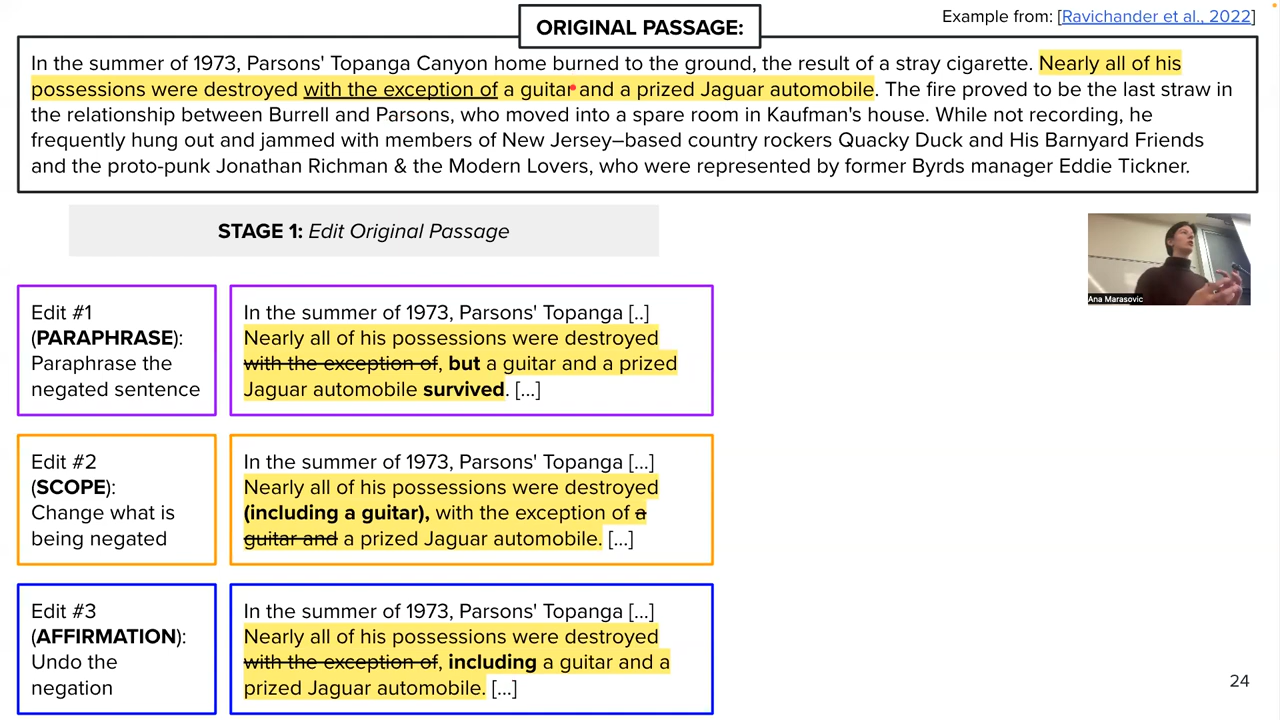 ORIGINAL PASSAGE:
Example from: [Ravichander et al., 2022]
In the summer of 1973, Parsons' Topanga Canyon home burned to the ground, the result of a stray cigarette. Nearly all of his
possessions were destroyed with the exception of a guitar and a prized Jaguar automobile. The fire proved to be the last straw in
the relationship between Burrell and Parsons, who moved into a spare room in Kaufman's house. While not recording, he
frequently hung out and jammed with members of New Jersey–based country rockers Quacky Duck and His Barnyard Friends
and the proto-punk Jonathan Richman & the Modern Lovers, who were represented by former Byrds manager Eddie Tickner.
STAGE 1: Edit Original Passage
Ana Marasovic
Edit #1
(PARAPHRASE):
Paraphrase the
negated sentence
In the summer of 1973, Parsons' Topanga [..]
Nearly all of his possessions were destroyed
with the exception of, but a guitar and a prized
Jaguar automobile survived. [...]
Edit #2
(SCOPE):
Change what is
being negated
In the summer of 1973, Parsons' Topanga [...]
Nearly all of his possessions were destroyed
(including a guitar), with the exception of a
guitar and a prized Jaguar automobile. [...]
Edit #3
(AFFIRMATION):
Undo the
negation
In the summer of 1973, Parsons' Topanga [...]
Nearly all of his possessions were destroyed
with the exception of, including a guitar and a
prized Jaguar automobile. [...]
24